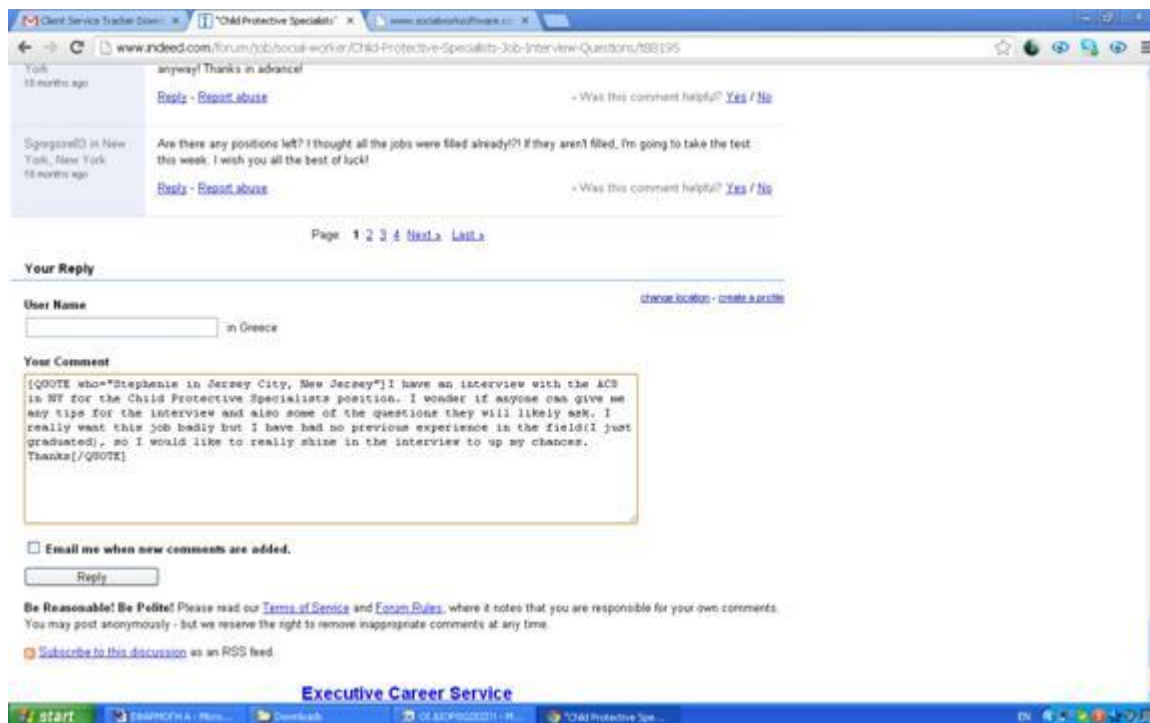 Client Service Tracker Down
"Child Protective Specialists"
www.socialworksoftware.co
www.indeed.com/forum/job/social-worker/Child-Protective-Specialists-Job-Interview-Questions/t88195
York
anyway! Thanks in advance!
18 months ago
Reply - Report abuse
- Was this comment helpful? Yes / No
in New
York, New York
18 months ago
Are there any positions left? I thought all the jobs were filled already!?! If they aren't filled, I'm going to take the test
this week. I wish you all the best of luck!
Reply - Report abuse
- Was this comment helpful? Yes / No
Page: 1 2 3 4 Next » Last »
Your Reply
User Name
change location - create a profile
in Greece
Your Comment
[QUOTE who="Stephenie in Jersey City, New Jersey"]I have an interview with the ACS
in NY for the Child Protective Specialists position. I wonder if anyone can give me
any tips for the interview and also some of the questions they will likely ask. I
really want this job badly but I have had no previous experience in the field(I just
graduated), so I would like to really shine in the interview to up my chances.
Thanks[/QUOTE]
Email me when new comments are added.
Reply
Be Reasonable! Be Polite! Please read our Terms of Service and Forum Rules, where it notes that you are responsible for your own comments.
You may post anonymously - but we reserve the right to remove inappropriate comments at any time.
Subscribe to this discussion as an RSS feed.
Executive Career Service
start
Downloads
"Child Protective Spe...
EN